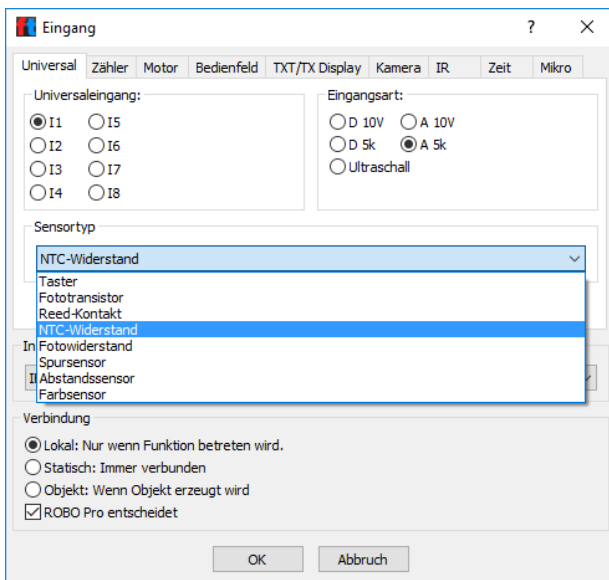 Eingang
Universal Zähler Motor Bedienfeld TXT/TX Display Kamera IR Zeit Mikro
Universaleingang: Eingangsart:
I1 I5 D 10V A 10V
I2 I6 D 5k A 5k
I3 I7 Ultraschall
I4 I8
Sensortyp
NTC-Widerstand
Taster
Fototransistor
Reed-Kontakt
NTC-Widerstand
Fotowiderstand
Spursensor
Abstandssensor
Farbsensor
Verbindung
Lokal: Nur wenn Funktion betreten wird.
Statisch: Immer verbunden
Objekt: Wenn Objekt erzeugt wird
ROBO Pro entscheidet
OK Abbruch